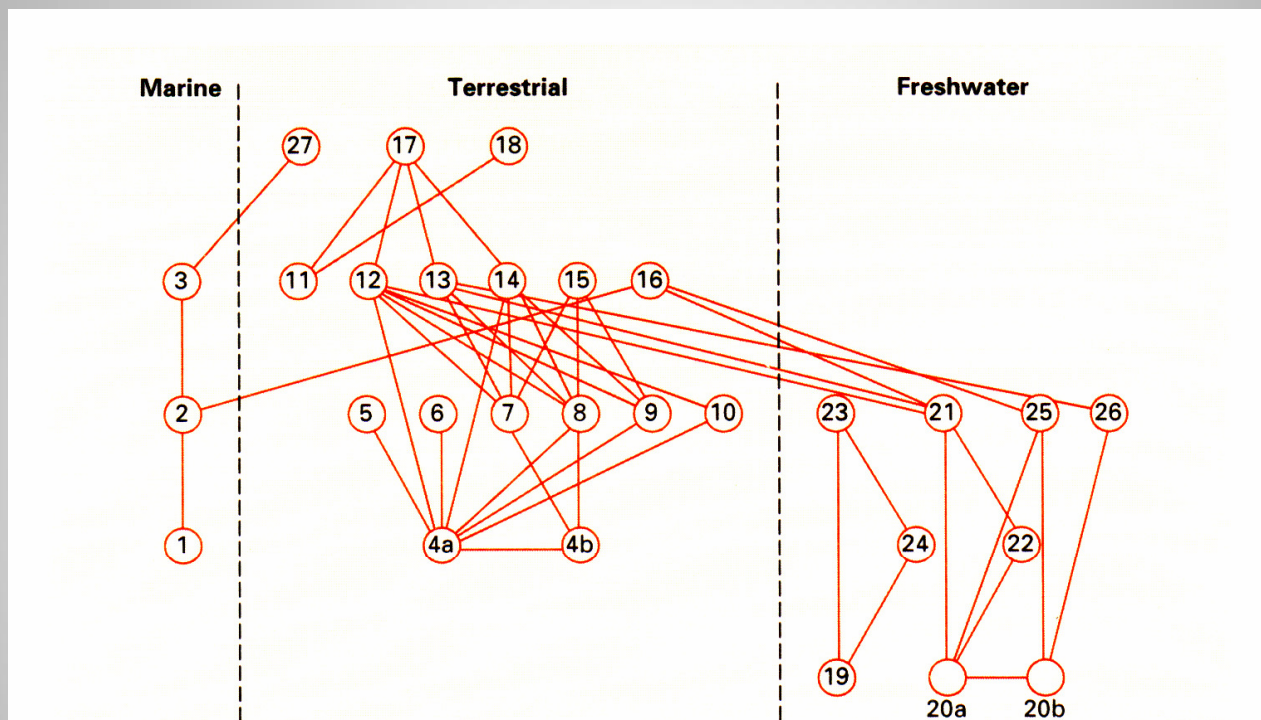 Marine Terrestrial Freshwater
27 17 18
3 11 12 13 14 15 16
2 5 6 7 8 9 10 23 21 25 26
1 4a 4b 24 22
19
20a 20b